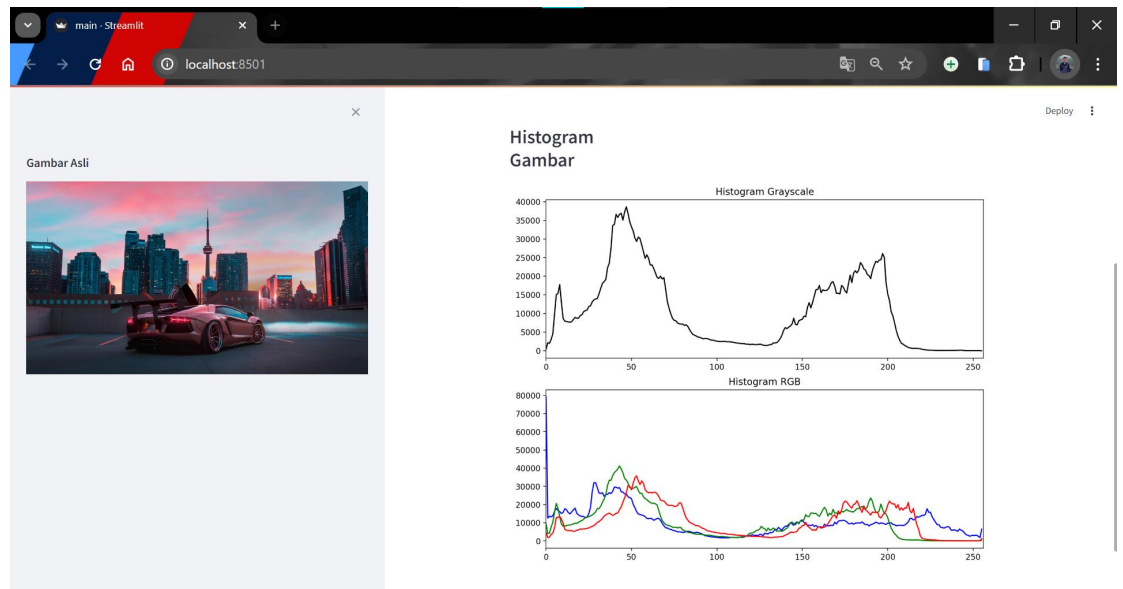 main · Streamlit
localhost:8501
Deploy
Gambar Asli
Histogram
Gambar
Histogram Grayscale
40000
35000
30000
25000
20000
15000
10000
5000
0
0 50 100 150 200 250
Histogram RGB
80000
70000
60000
50000
40000
30000
20000
10000
0
0 50 100 150 200 250